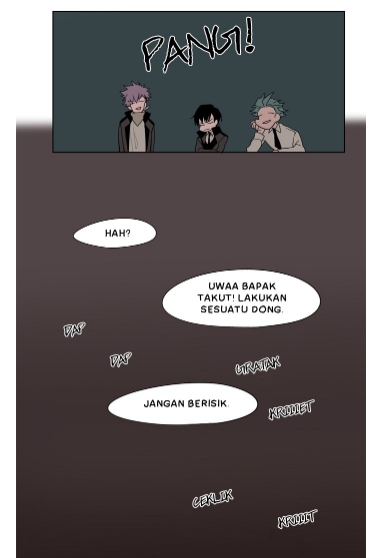 PANG!
HAH?
UWAA BAPAK
TAKUT! LAKUKAN
SESUATU DONG.
DAP
DAP
GRATAK
JANGAN BERISIK.
KRIIIET
CEKLIK
KRIIIT